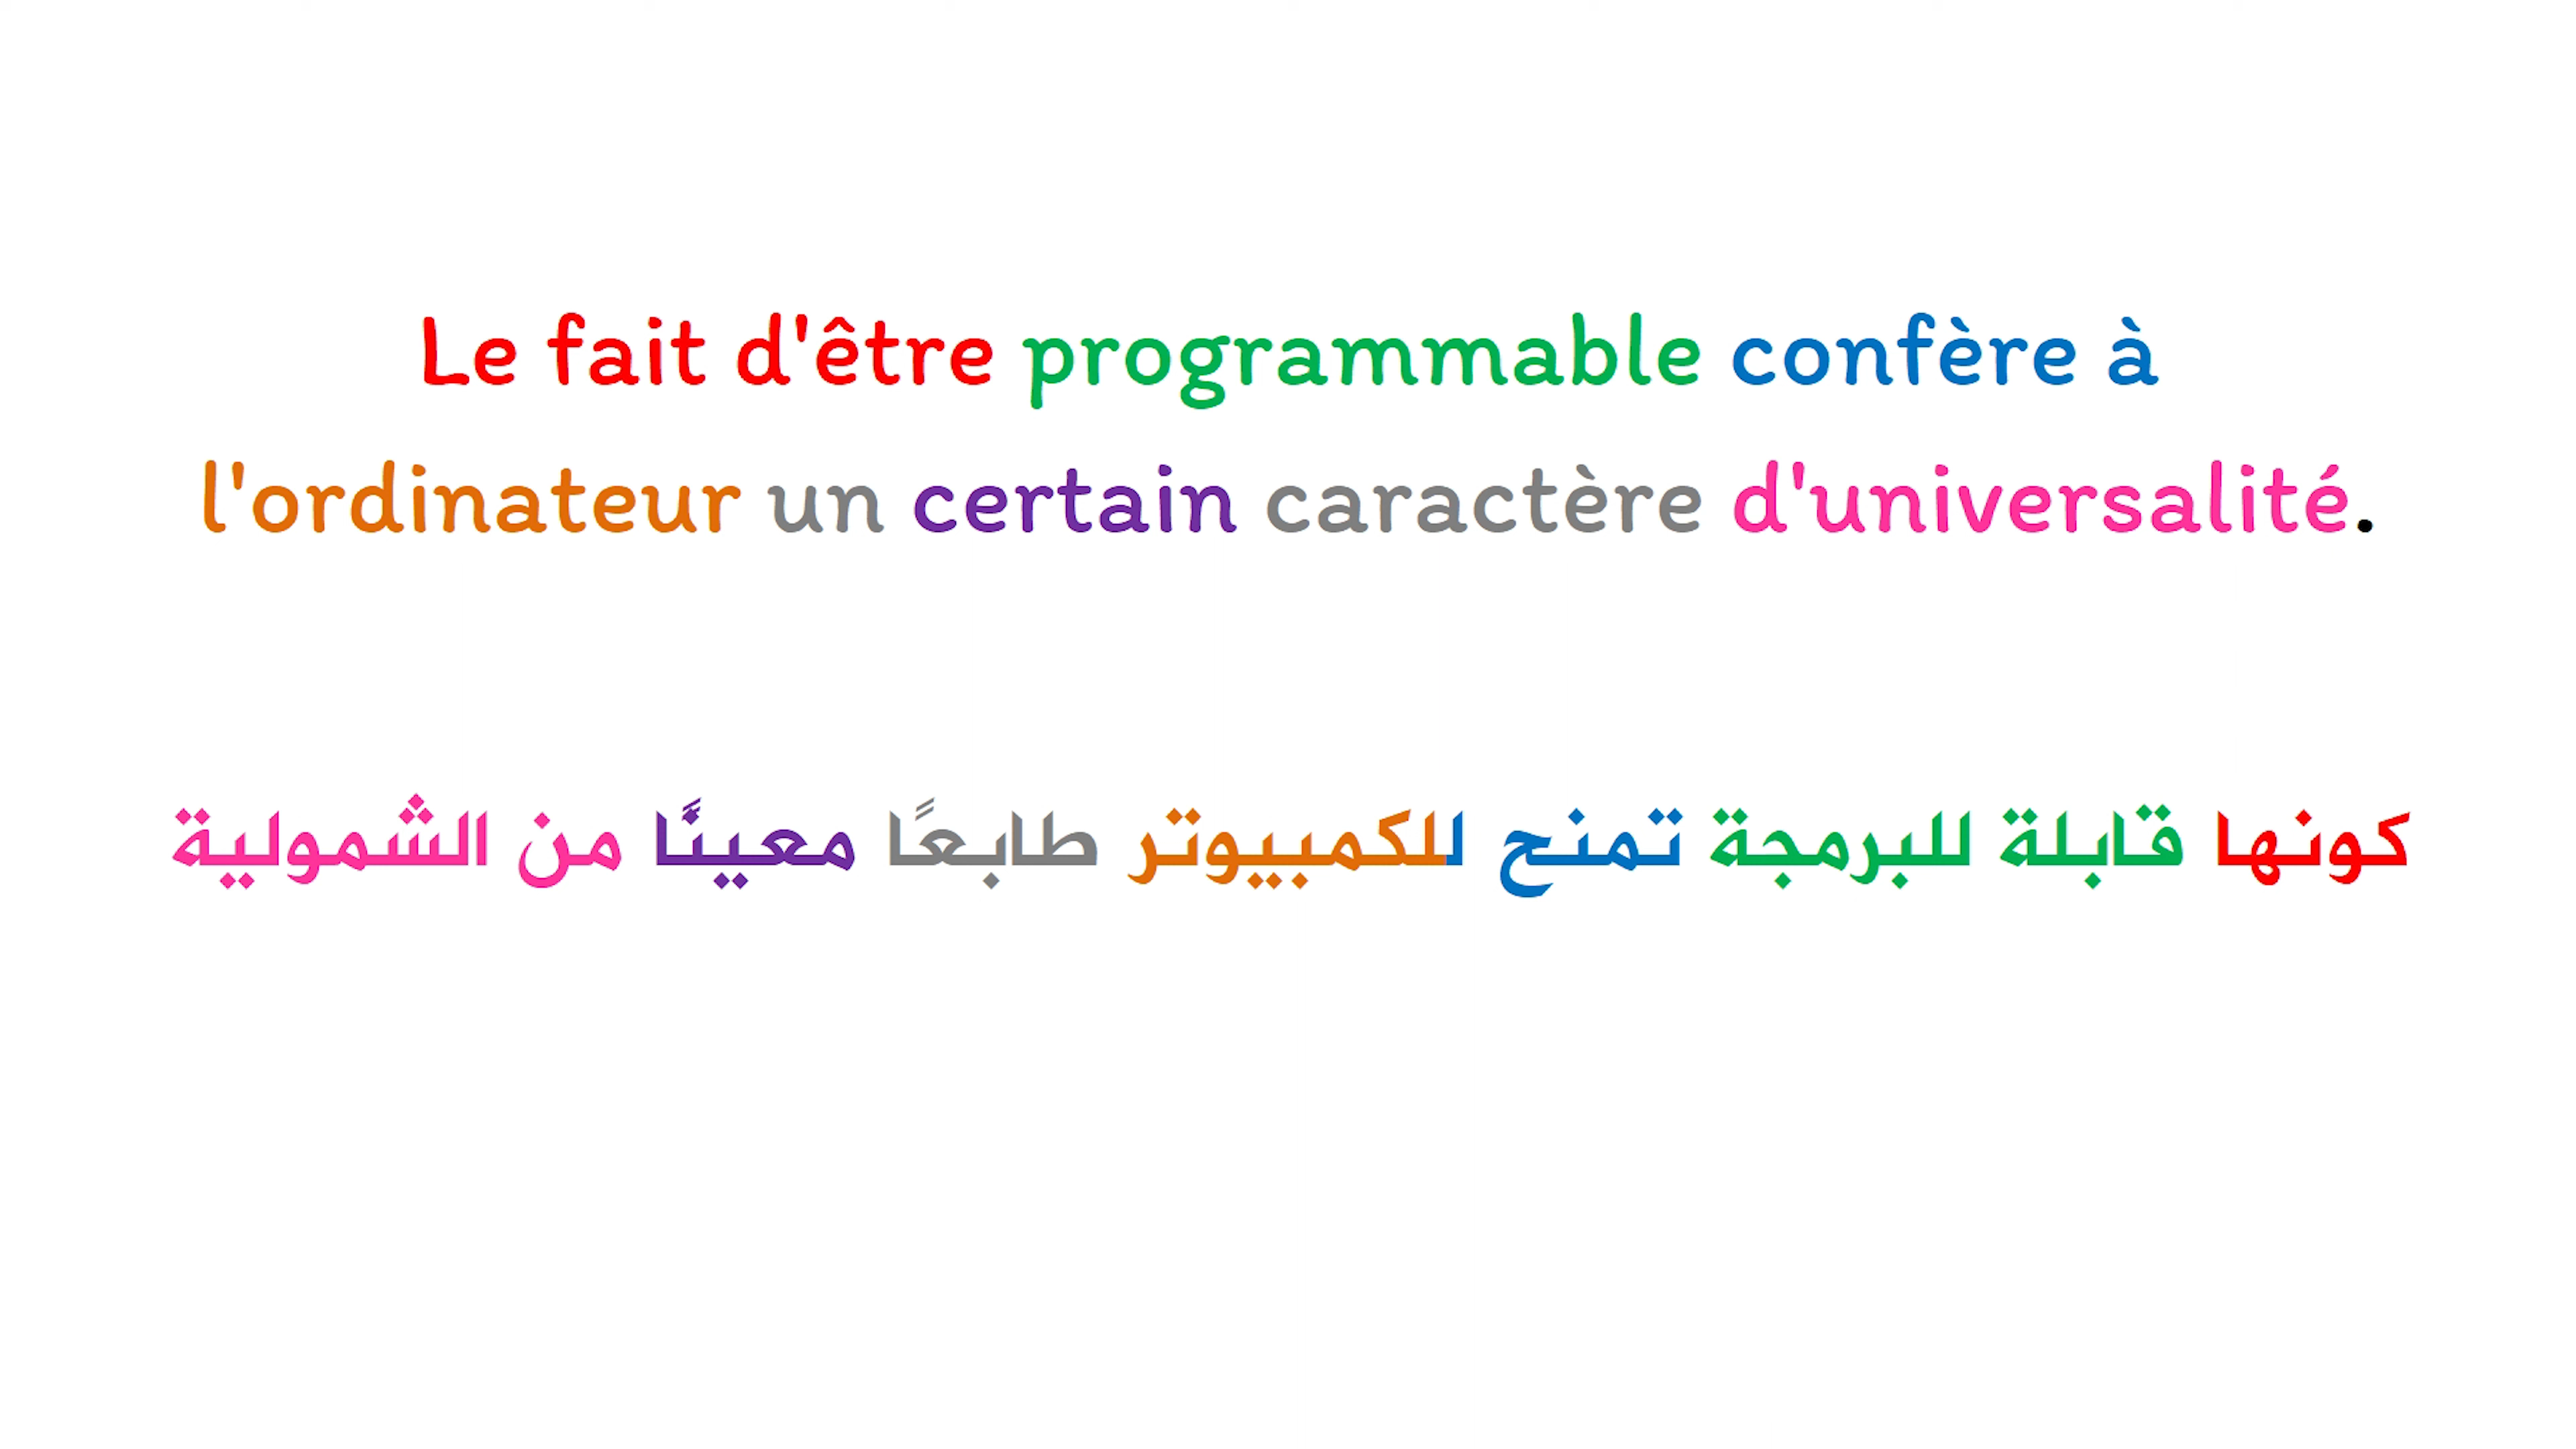 Le fait d'être programmable confère à
l'ordinateur un certain caractère d'universalité.
كونها قابلة للبرمجة تمنح للكمبيوتر طابعًا معينًا من الشمولية